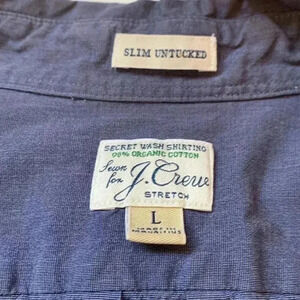 SLIM UNTUCKED
SECRET WASH SHIRTING
98% ORGANIC COTTON
Sewn
for J.Crew
STRETCH
L